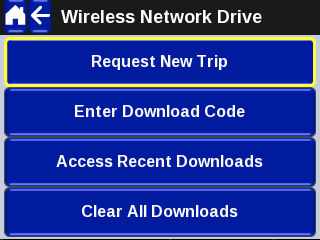 Wireless Network Drive
Request New Trip
Enter Download Code
Access Recent Downloads
Clear All Downloads